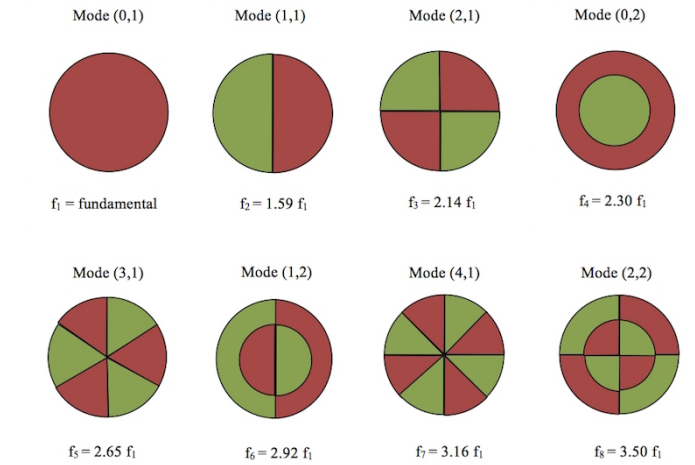 Mode (0,1) Mode (1,1) Mode (2,1) Mode (0,2)
f₁ = fundamental f₂ = 1.59 f₁ f₃ = 2.14 f₁ f₄ = 2.30 f₁
Mode (3,1) Mode (1,2) Mode (4,1) Mode (2,2)
f₅ = 2.65 f₁ f₆ = 2.92 f₁ f₇ = 3.16 f₁ f₈ = 3.50 f₁